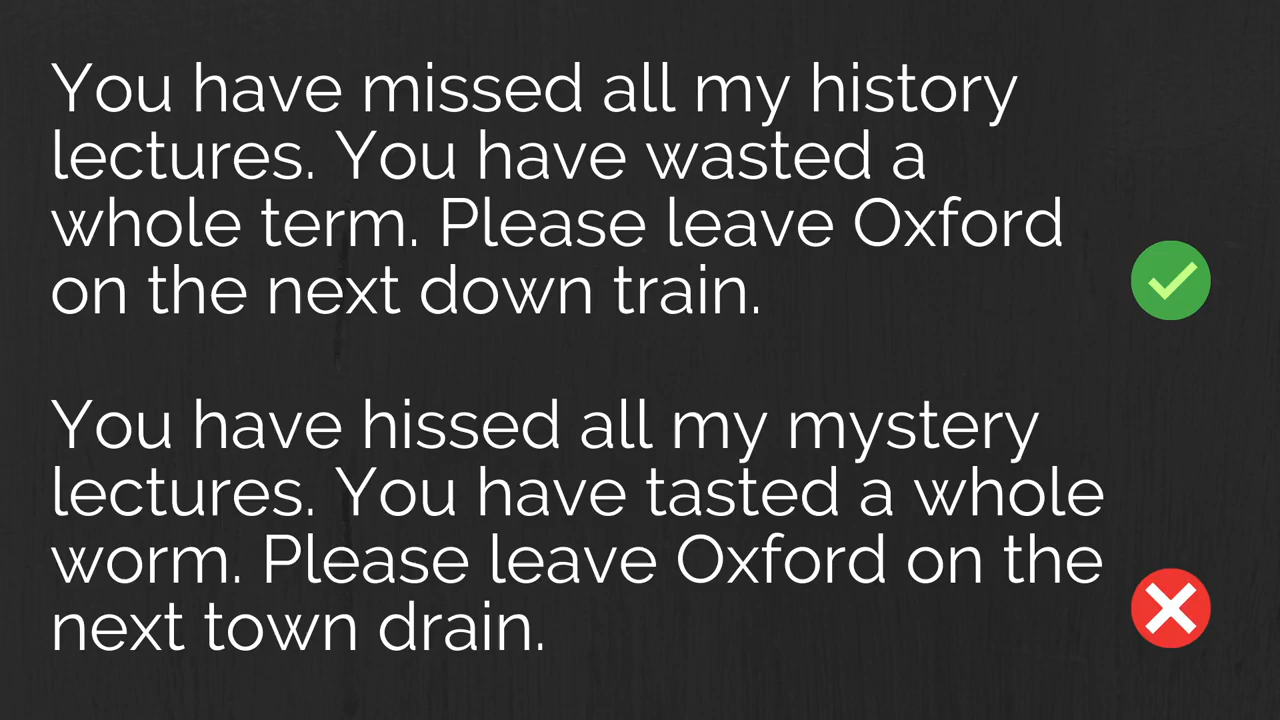 You have missed all my history
lectures. You have wasted a
whole term. Please leave Oxford
on the next down train.
You have hissed all my mystery
lectures. You have tasted a whole
worm. Please leave Oxford on the
next town drain.